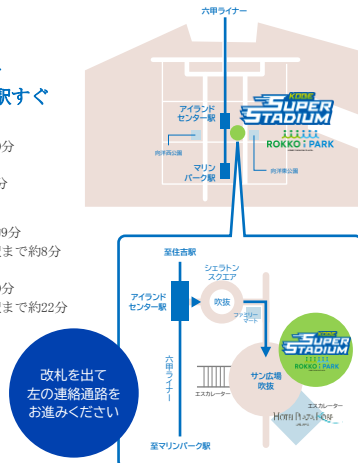 六甲ライナー
駅すぐ
アイランド
センター駅
KOBE
SUPER
STADIUM
ROKKO i PARK
向洋西公園
向洋東公園
マリン
パーク駅
分
分
9分
まで約8分
分
まで約22分
至住吉駅
シェラトン
スクエア
アイランド
センター駅
吹抜
ファミリー
マート
KOBE
SUPER
STADIUM
ROKKO i PARK
六甲ライナー
サン広場
吹抜
エスカレーター
エスカレーター
HOTEL PLAZA KOBE
至マリンパーク駅
改札を出て
左の連絡通路を
お進みください